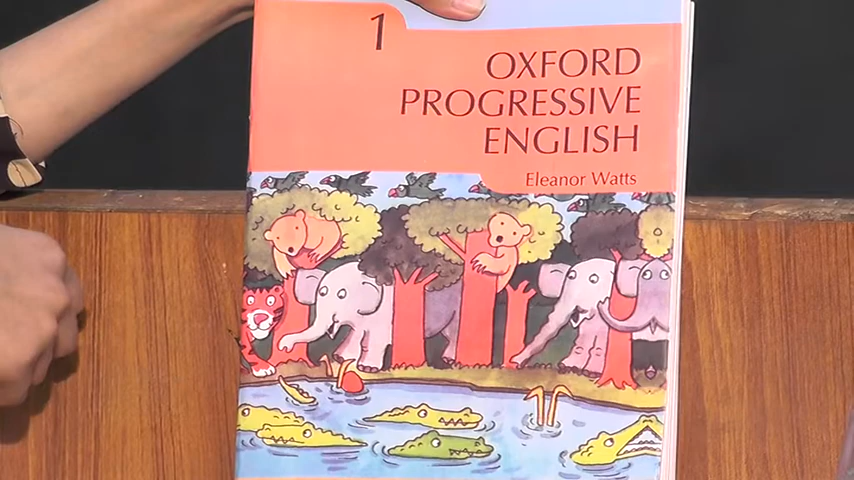 1
OXFORD
PROGRESSIVE
ENGLISH
Eleanor Watts